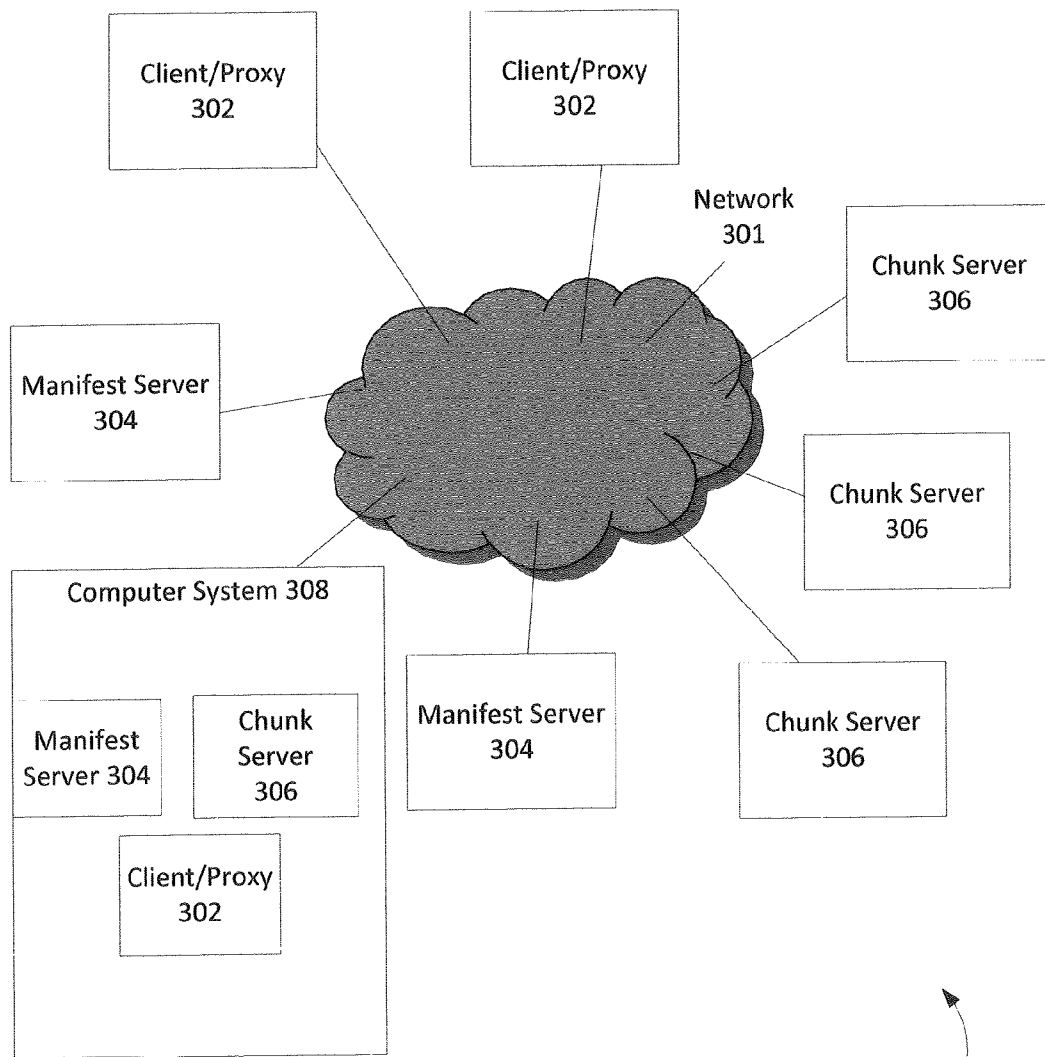 Client/Proxy
302
Client/Proxy
302
Network
301
Chunk Server
306
Manifest Server
304
Chunk Server
306
Computer System 308
Manifest
Server 304
Chunk
Server
306
Client/Proxy
302
Manifest Server
304
Chunk Server
306